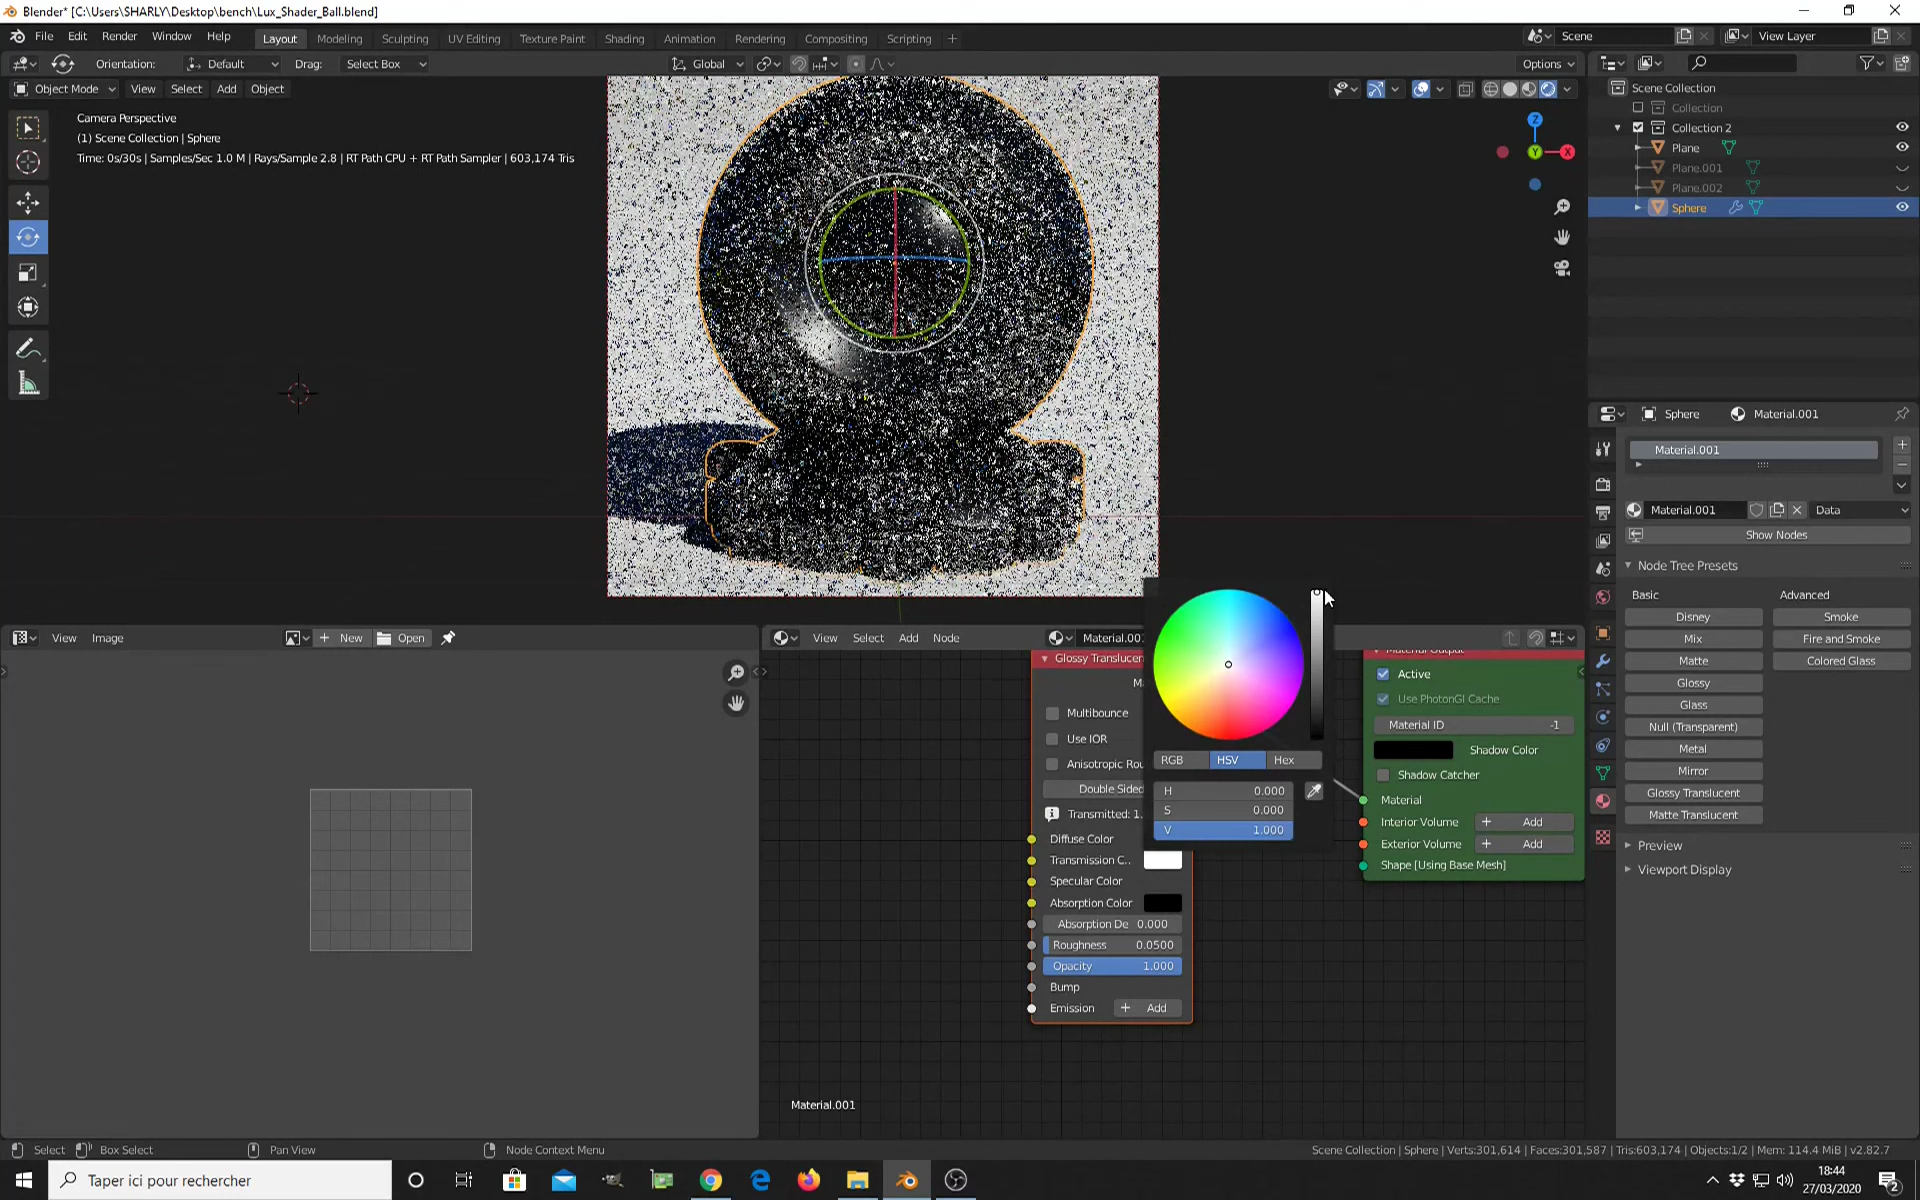 Blender* [C:\Users\SHARLY\Desktop\bench\Lux_Shader_Ball.blend]
File Edit Render Window Help Layout Modeling Sculpting UV Editing Texture Paint Shading Animation Rendering Compositing Scripting Scene View Layer
Orientation: Default Drag: Select Box Global Options
Object Mode View Select Add Object
Camera Perspective
(1) Scene Collection | Sphere
Time: 0s/30s | Samples/Sec 1.0 M | Rays/Sample 2.8 | RT Path CPU + RT Path Sampler | 603,174 Tris
Z
Y
X
Scene Collection
Collection
Collection 2
Plane
Plane.001
Plane.002
Sphere
Sphere Material.001
Material.001
Material.001 Data
Show Nodes
Node Tree Presets
Basic Advanced
Disney Smoke
Mix Fire and Smoke
Matte Colored Glass
Glossy
Glass
Null (Transparent)
Metal
Mirror
Glossy Translucent
Matte Translucent
Preview
Viewport Display
View Image New Open
View Select Add Node Material.001
Glossy Translucen
Ma
Multibounce
Use IOR
Anisotropic Rou
Double Sided
Transmitted: 1.
Diffuse Color
Transmission C..
Specular Color
Absorption Color
Absorption De 0.000
Roughness 0.0500
Opacity 1.000
Bump
Emission Add
RGB HSV Hex
H 0.000
S 0.000
V 1.000
Material Output
Active
Use PhotonGI Cache
Material ID -1
Shadow Color
Shadow Catcher
Material
Interior Volume Add
Exterior Volume Add
Shape [Using Base Mesh]
Material.001
Select Box Select Pan View Node Context Menu
Scene Collection | Sphere | Verts:301,614 | Faces:301,587 | Tris:603,174 | Objects:1/2 | Mem: 114.4 MiB | v2.82.7
Taper ici pour rechercher
18:44
27/03/2020
2